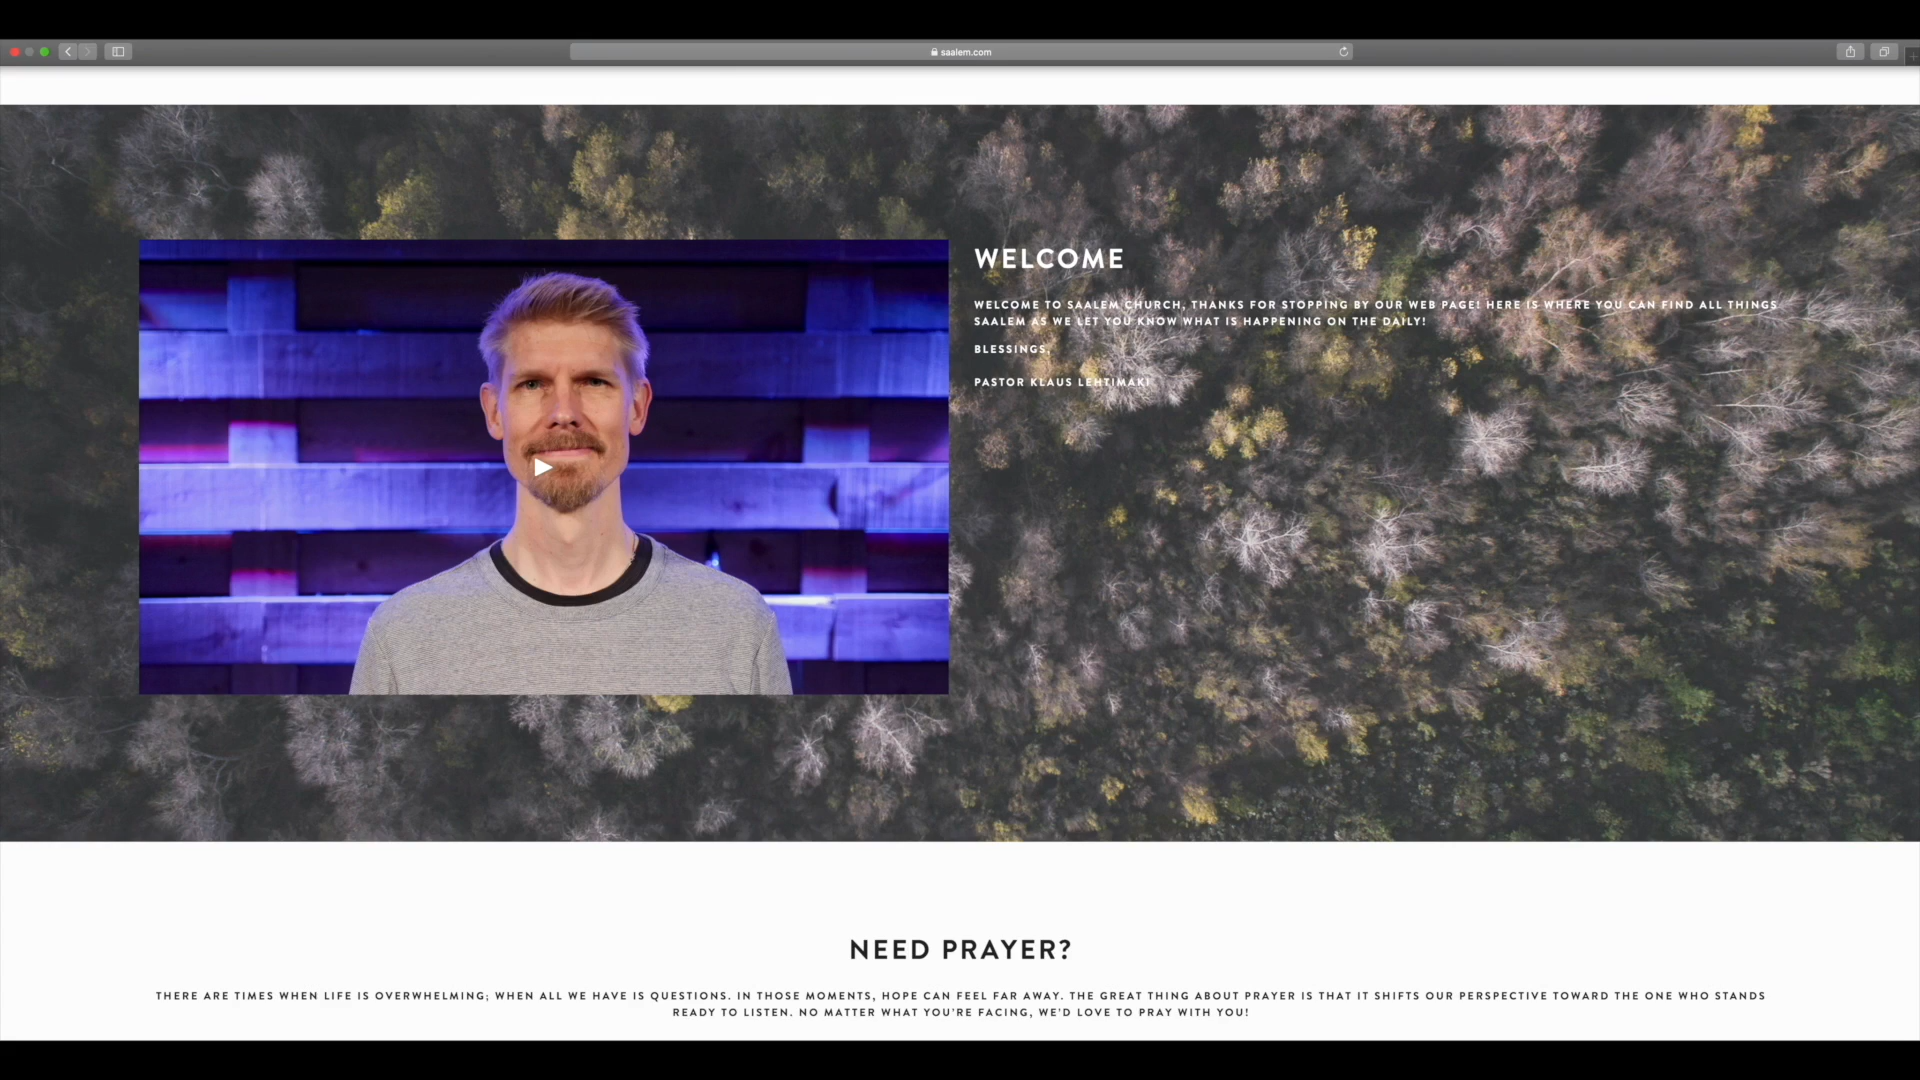 saalem.com
WELCOME
WELCOME TO SAALEM CHURCH, THANKS FOR STOPPING BY OUR WEB PAGE! HERE IS WHERE YOU CAN FIND ALL THINGS
SAALEM AS WE LET YOU KNOW WHAT IS HAPPENING ON THE DAILY!
BLESSINGS,
PASTOR KLAUS LEHTIMAKI
NEED PRAYER?
THERE ARE TIMES WHEN LIFE IS OVERWHELMING; WHEN ALL WE HAVE IS QUESTIONS. IN THOSE MOMENTS, HOPE CAN FEEL FAR AWAY. THE GREAT THING ABOUT PRAYER IS THAT IT SHIFTS OUR PERSPECTIVE TOWARD THE ONE WHO STANDS
READY TO LISTEN. NO MATTER WHAT YOU'RE FACING, WE'D LOVE TO PRAY WITH YOU!